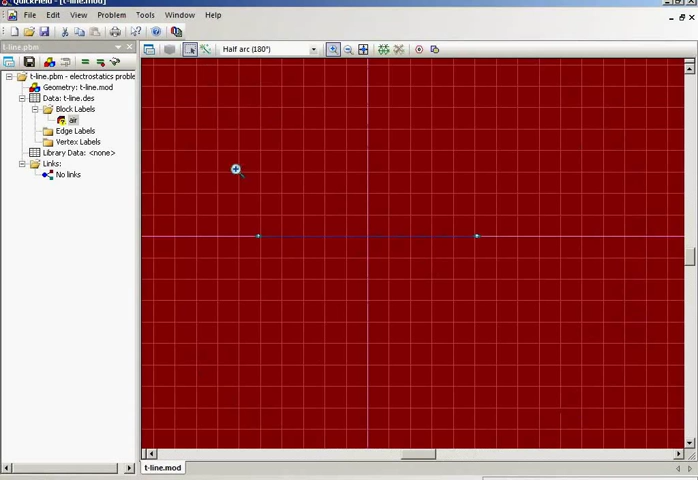 QuickField - [t-line.mod]
File Edit View Problem Tools Window Help
t-line.pbm
Half arc (180°)
t-line.pbm - electrostatics proble
Geometry: t-line.mod
Data: t-line.des
Block Labels
air
Edge Labels
Vertex Labels
Library Data: <none>
Links:
No links
t-line.mod